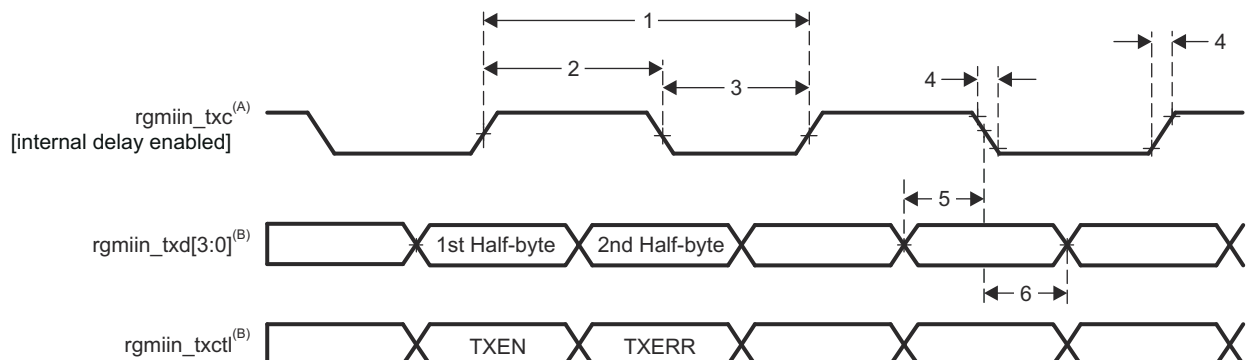 1
2
3
4
4
rgmiin_txc(A)
[internal delay enabled]
5
rgmiin_txd[3:0](B)
1st Half-byte
2nd Half-byte
6
rgmiin_txctl(B)
TXEN
TXERR